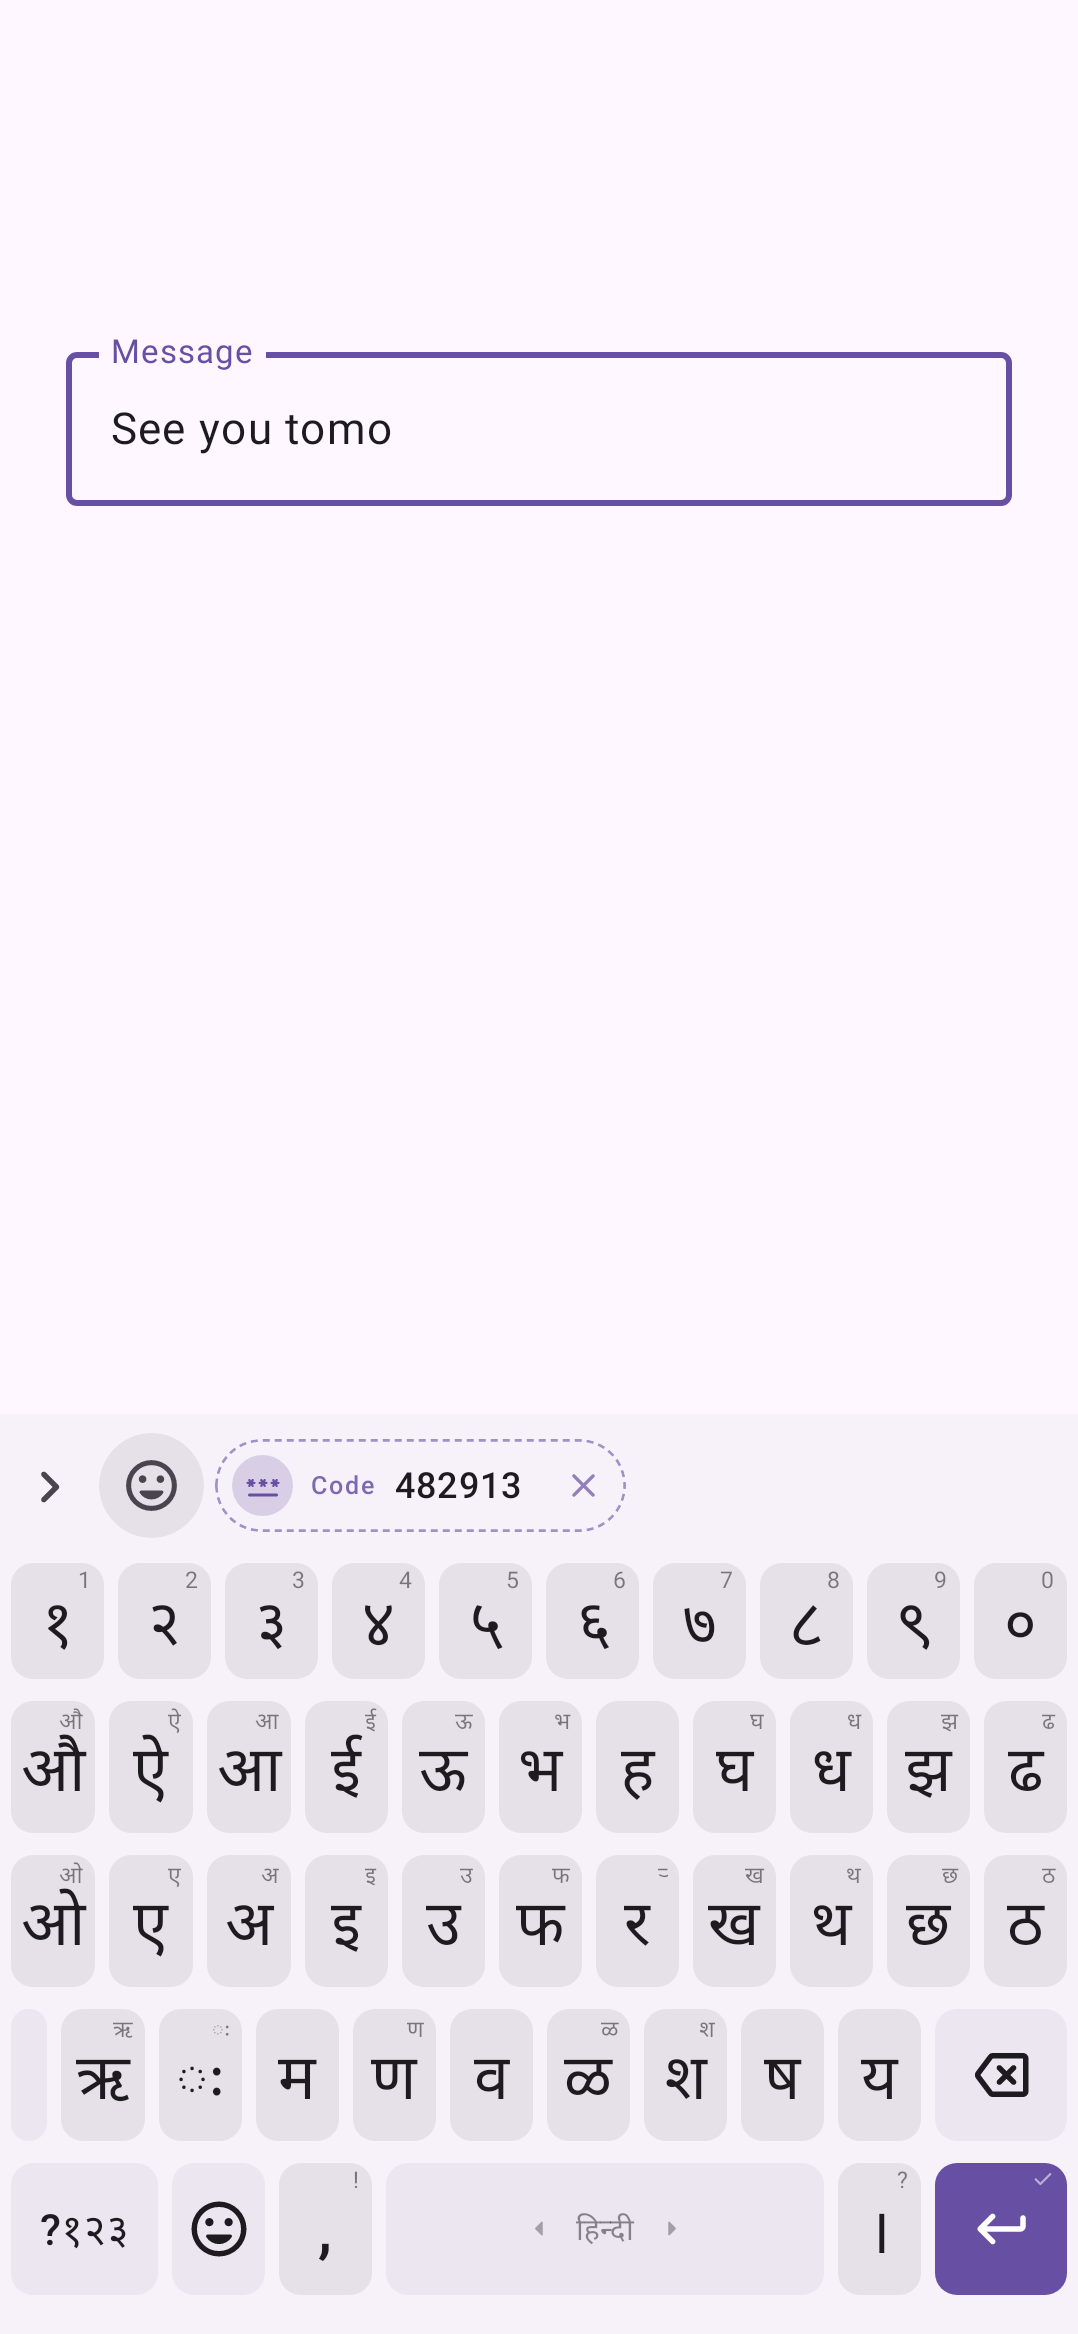 Message
See you tomo
Code 482913
1 2 3 4 5 6 7 8 9 0
१ २ ३ ४ ५ ६ ७ ८ ९ ०
औ ऐ आ ई ऊ भ घ ध झ ढ
औ ऐ आ ई ऊ भ ह घ ध झ ढ
ओ ए अ इ उ फ ख थ छ ठ
ओ ए अ इ उ फ र ख थ छ ठ
ऋ ः ण ळ श
ऋ ः म ण व ळ श ष य
! ?
?१२३ , हिन्दी ।